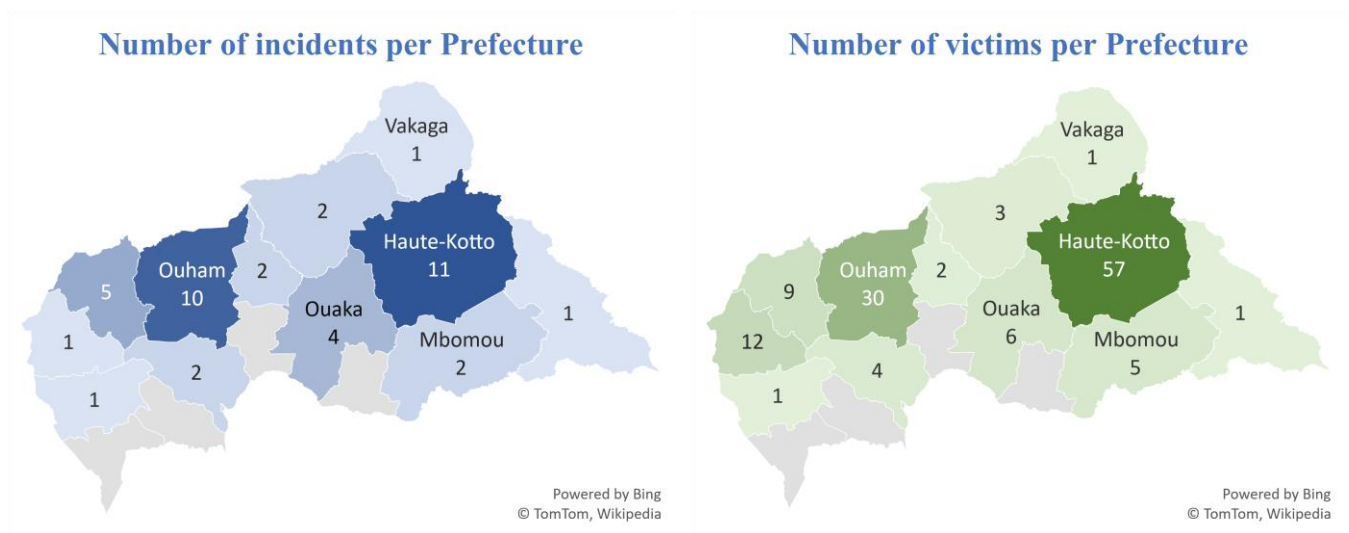 Number of incidents per Prefecture
Vakaga
1
2
Haute-Kotto
11
Ouham
10
2
5
Ouaka
4
1
1
Mbomou
2
2
1
Powered by Bing
© TomTom, Wikipedia
Number of victims per Prefecture
Vakaga
1
3
Haute-Kotto
57
Ouham
30
2
9
Ouaka
6
1
12
Mbomou
5
4
1
Powered by Bing
© TomTom, Wikipedia